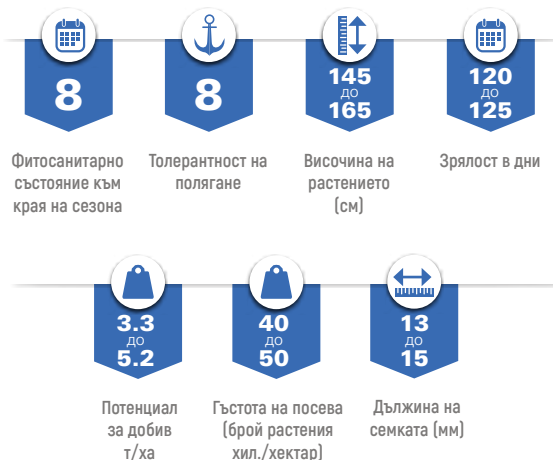 8
Фитосанитарно
състояние към
края на сезона
8
Толерантност на
полягане
145
ДО
165
Височина на
растението
(см)
120
ДО
125
Зрялост в дни
3.3
ДО
5.2
Потенциал
за добив
т/ха
40
ДО
50
Гъстота на посева
(брой растения
хил./хектар)
13
ДО
15
Дължина на
семката (мм)